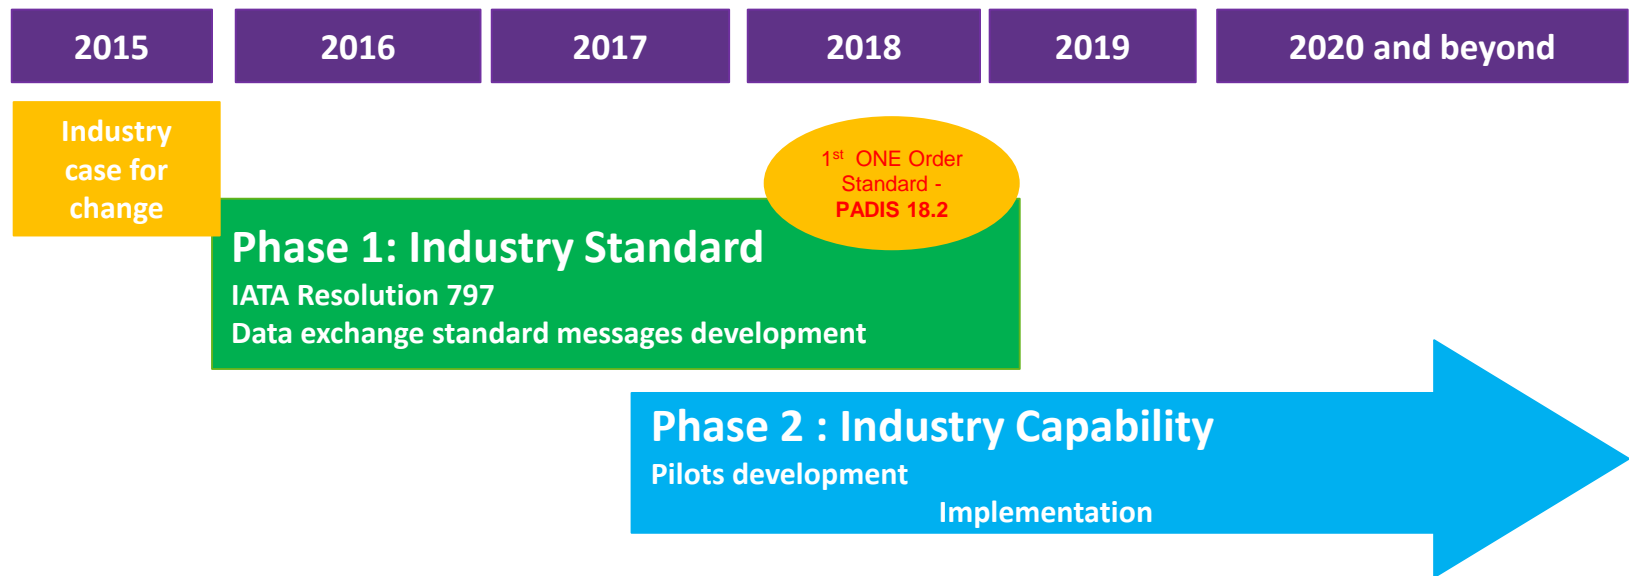 2015
2016
2017
2018
2019
2020 and beyond
Industry
case for
change
1st ONE Order
Standard -
PADIS 18.2
Phase 1: Industry Standard
IATA Resolution 797
Data exchange standard messages development
Phase 2 : Industry Capability
Pilots development
Implementation